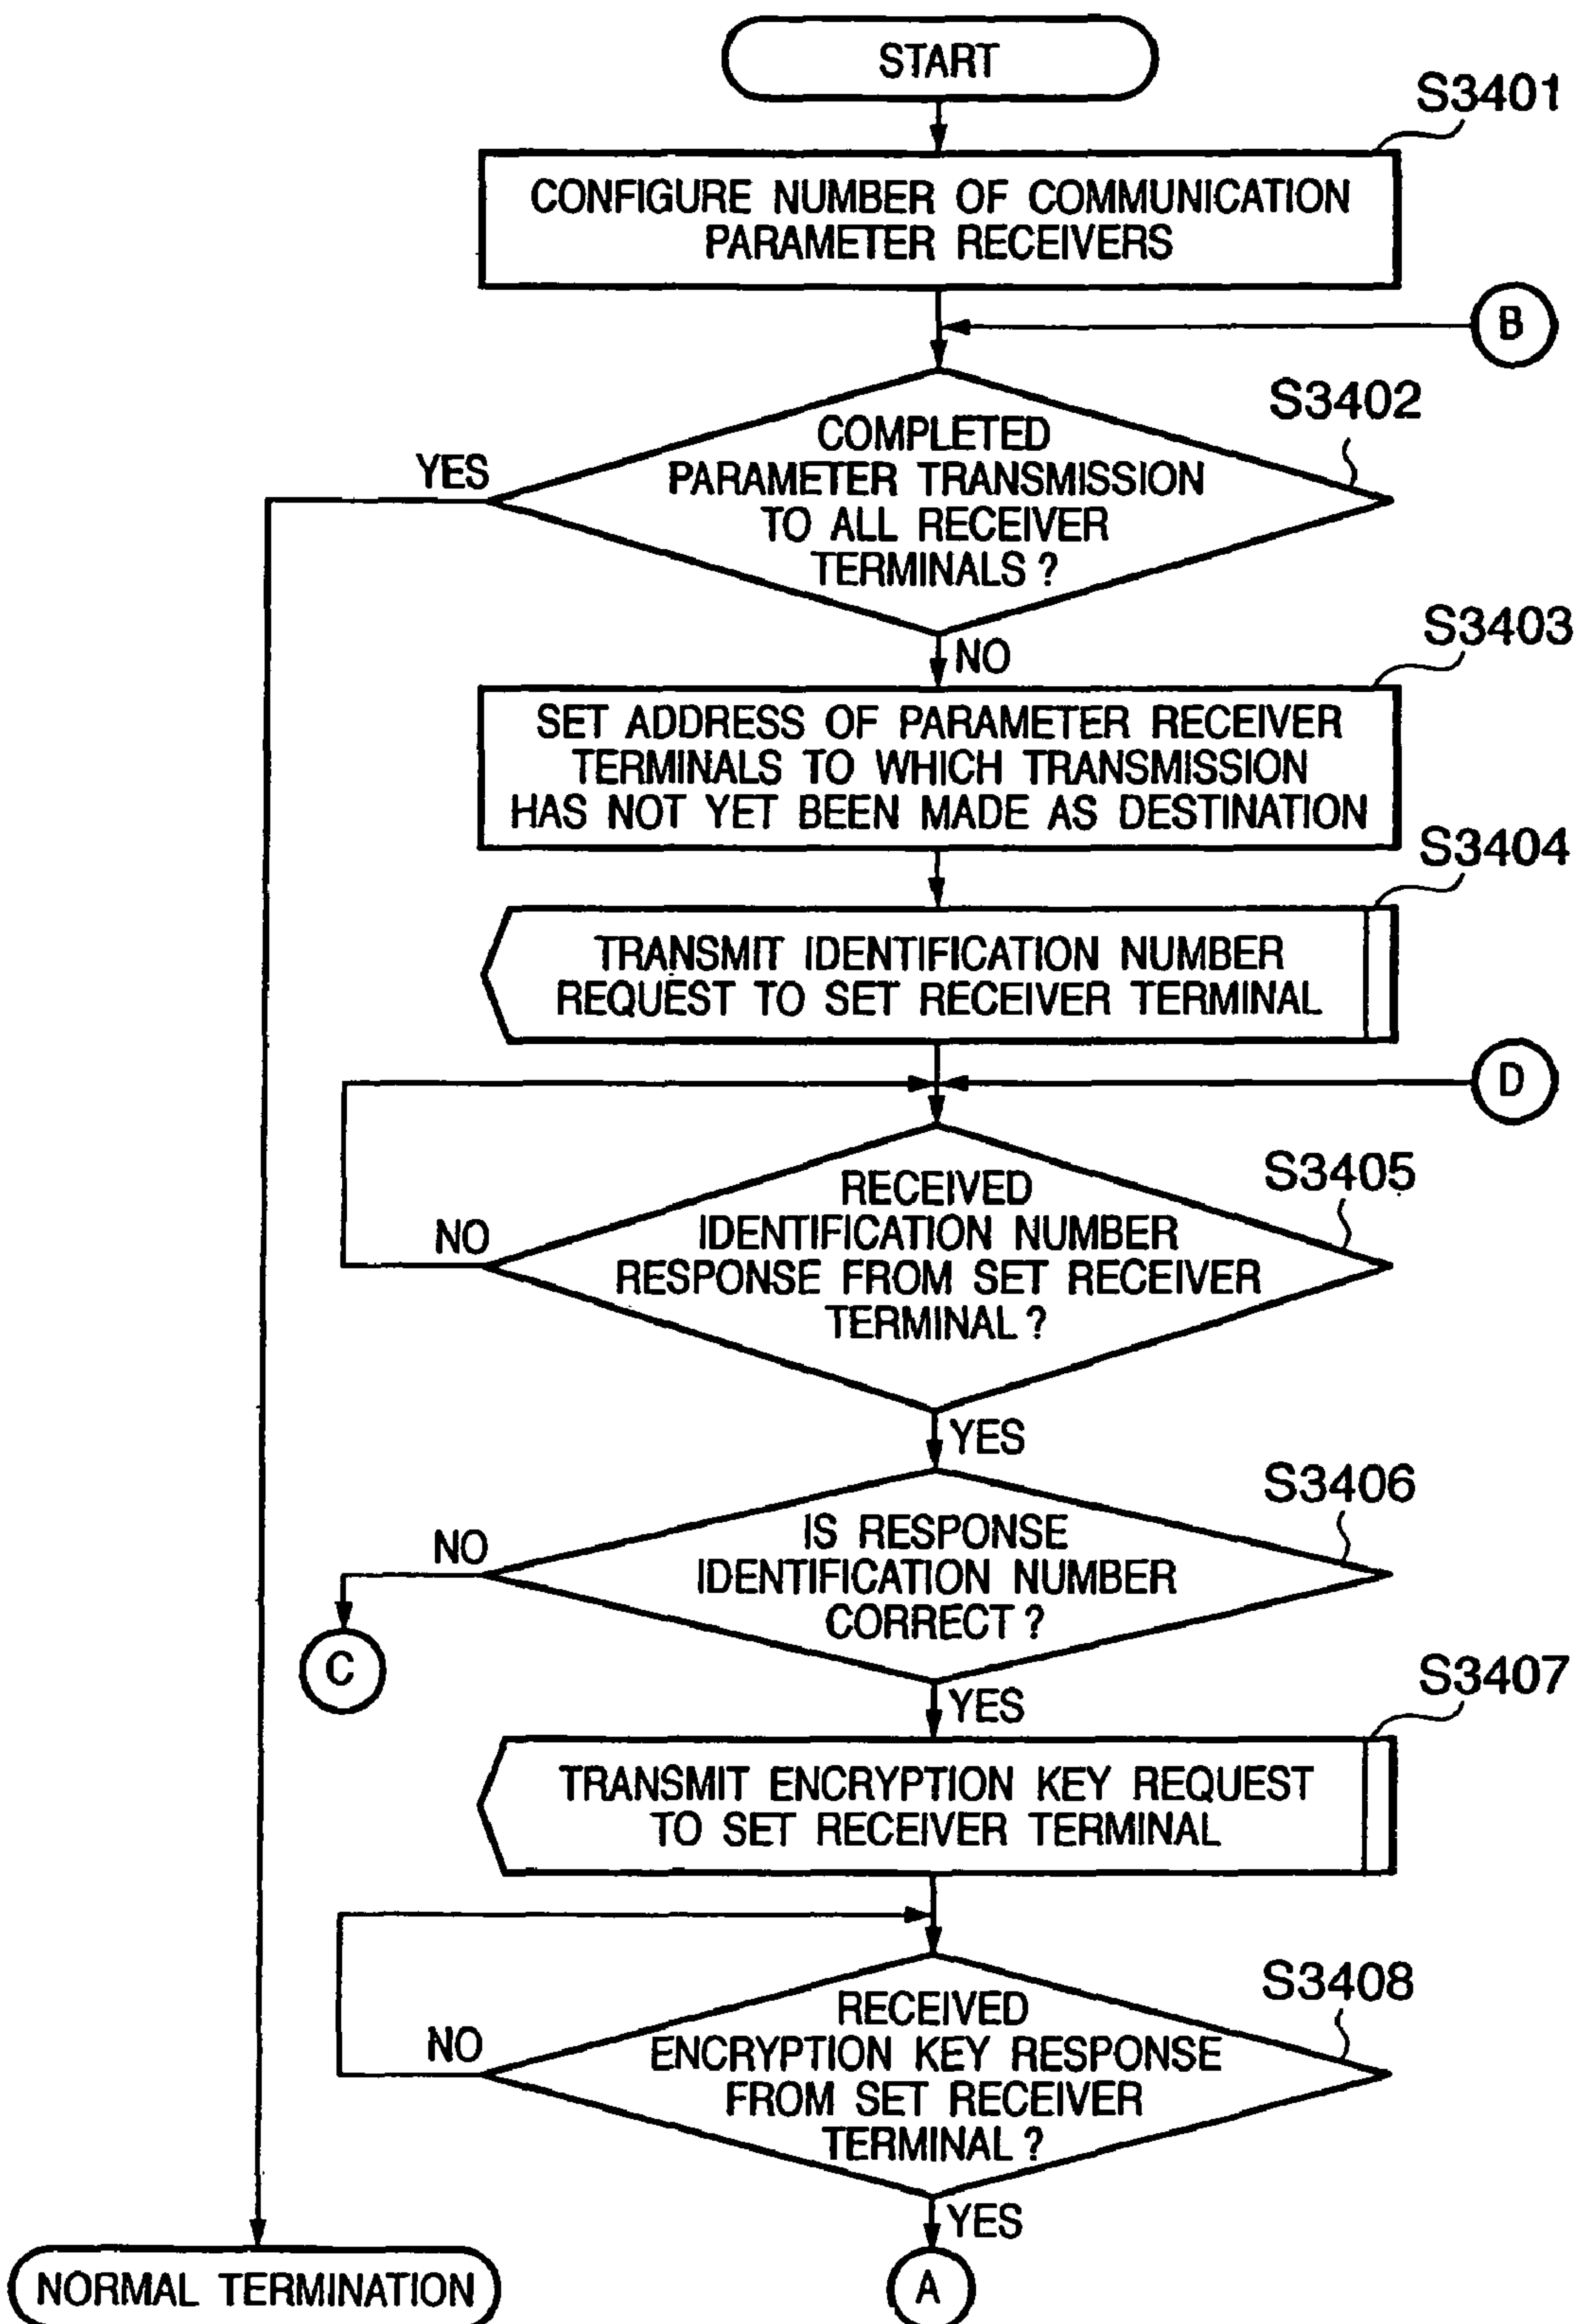 START
S3401
CONFIGURE NUMBER OF COMMUNICATION
PARAMETER RECEIVERS
B
S3402
COMPLETED
PARAMETER TRANSMISSION
TO ALL RECEIVER
TERMINALS ?
YES
NO
S3403
SET ADDRESS OF PARAMETER RECEIVER
TERMINALS TO WHICH TRANSMISSION
HAS NOT YET BEEN MADE AS DESTINATION
S3404
TRANSMIT IDENTIFICATION NUMBER
REQUEST TO SET RECEIVER TERMINAL
D
S3405
RECEIVED
IDENTIFICATION NUMBER
RESPONSE FROM SET RECEIVER
TERMINAL ?
NO
YES
S3406
IS RESPONSE
IDENTIFICATION NUMBER
CORRECT ?
NO
C
YES
S3407
TRANSMIT ENCRYPTION KEY REQUEST
TO SET RECEIVER TERMINAL
S3408
RECEIVED
ENCRYPTION KEY RESPONSE
FROM SET RECEIVER
TERMINAL ?
NO
YES
NORMAL TERMINATION
A